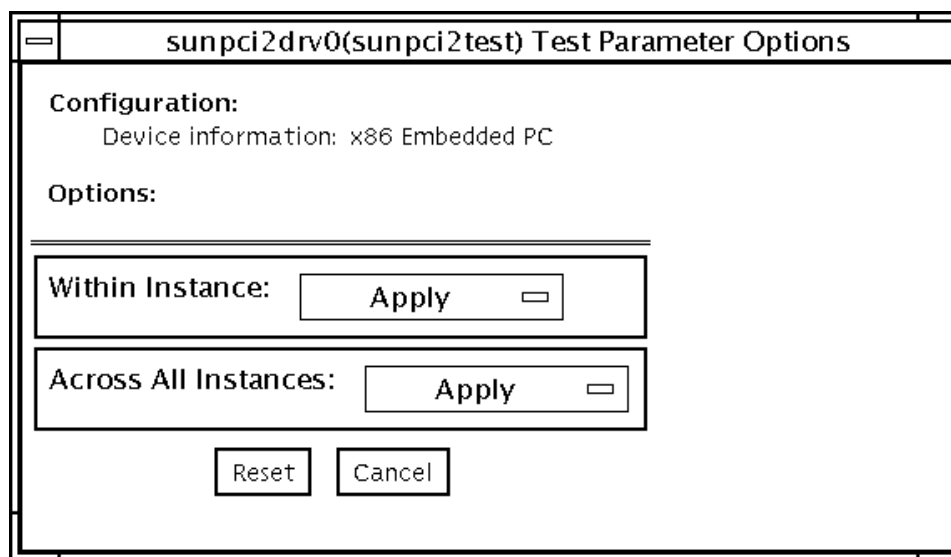 sunpci2drv0(sunpci2test) Test Parameter Options
Configuration:
Device information: x86 Embedded PC
Options:
Within Instance: Apply
Across All Instances: Apply
Reset Cancel